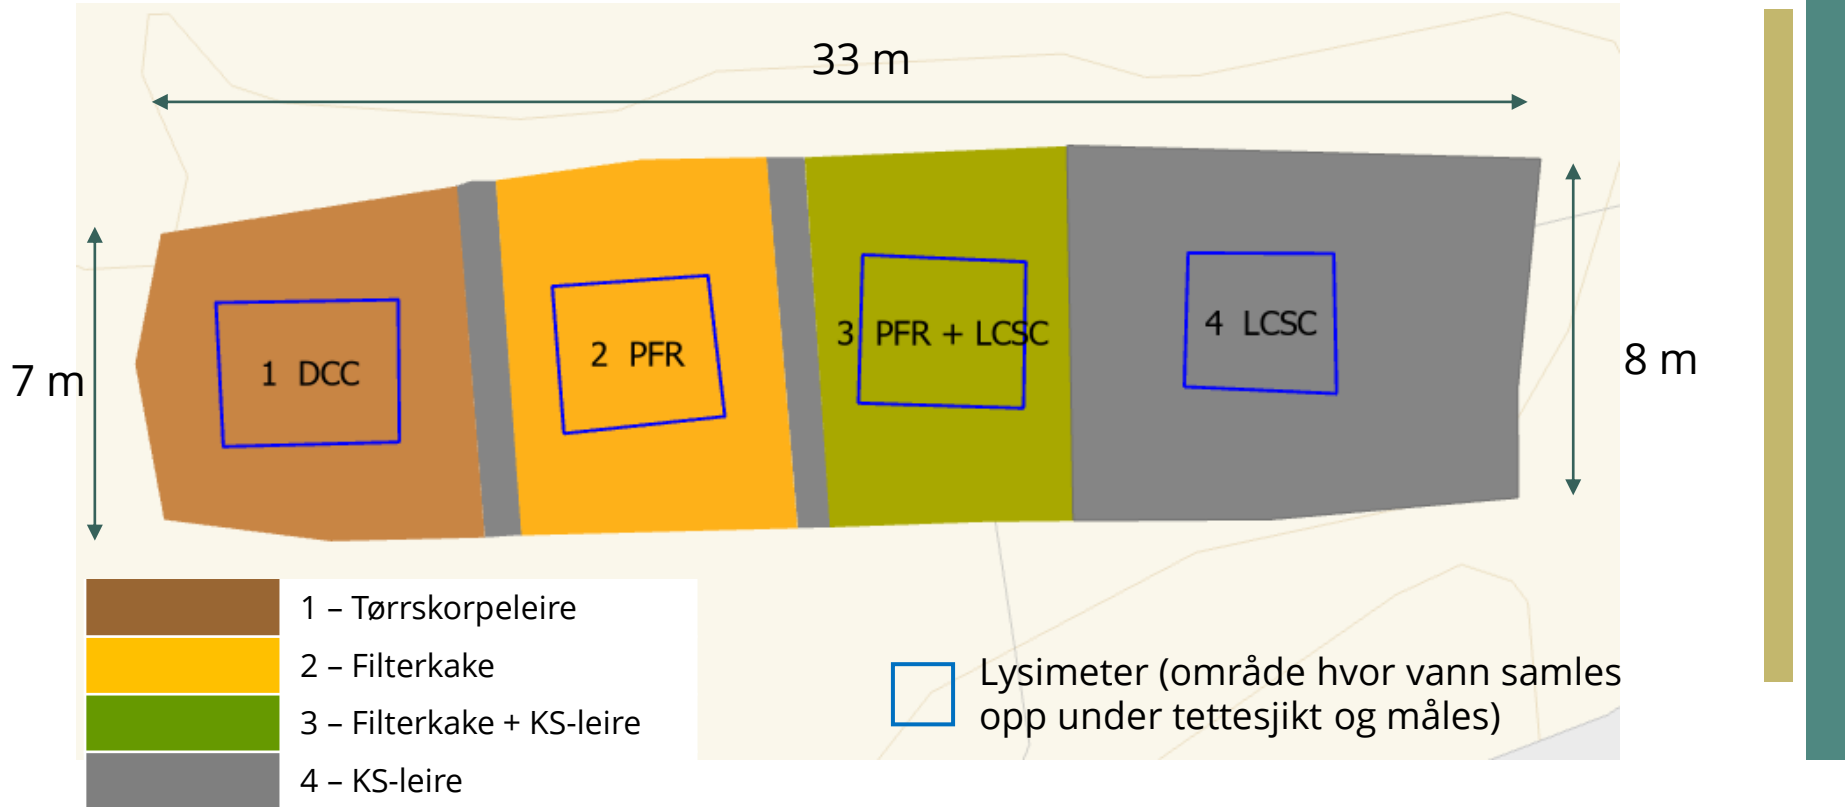 33 m
7 m
8 m
1 DCC
2 PFR
3 PFR + LCSC
4 LCSC
1 – Tørrskorpeleire
2 – Filterkake
3 – Filterkake + KS-leire
4 – KS-leire
Lysimeter (område hvor vann samles
opp under tettesjikt og måles)